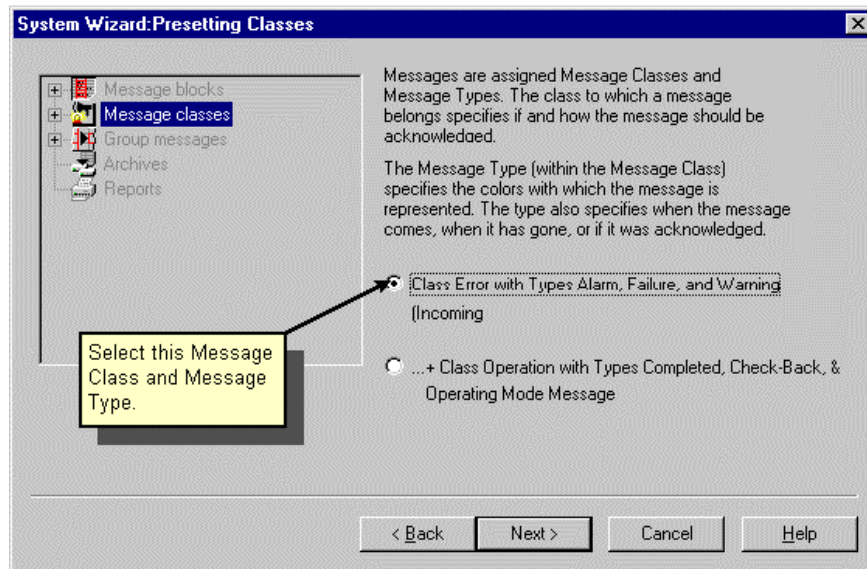 System Wizard:Presetting Classes
Message blocks
Message classes
Group messages
Archives
Reports
Messages are assigned Message Classes and
Message Types. The class to which a message
belongs specifies if and how the message should be
acknowledged.
The Message Type (within the Message Class)
specifies the colors with which the message is
represented. The type also specifies when the message
comes, when it has gone, or if it was acknowledged.
Class Error with Types Alarm, Failure, and Warning
(Incoming
...+ Class Operation with Types Completed, Check-Back, &
Operating Mode Message
Select this Message
Class and Message
Type.
< Back
Next >
Cancel
Help